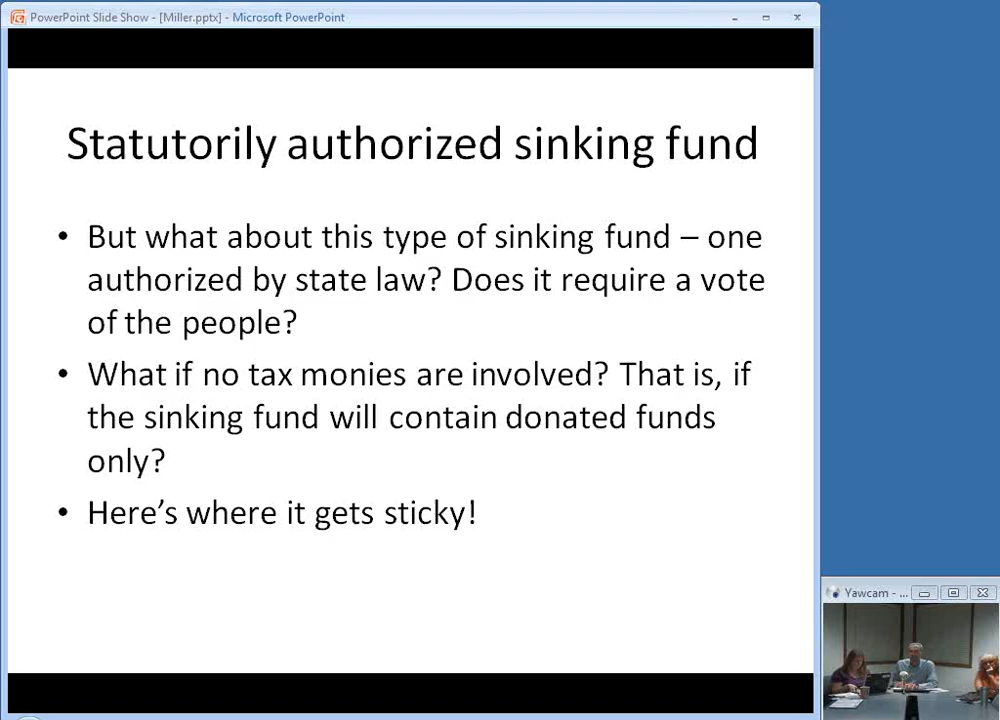 PowerPoint Slide Show - [Miller.pptx] - Microsoft PowerPoint
Statutorily authorized sinking fund
• But what about this type of sinking fund – one
authorized by state law? Does it require a vote
of the people?
• What if no tax monies are involved? That is, if
the sinking fund will contain donated funds
only?
• Here’s where it gets sticky!
Yawcam - ...